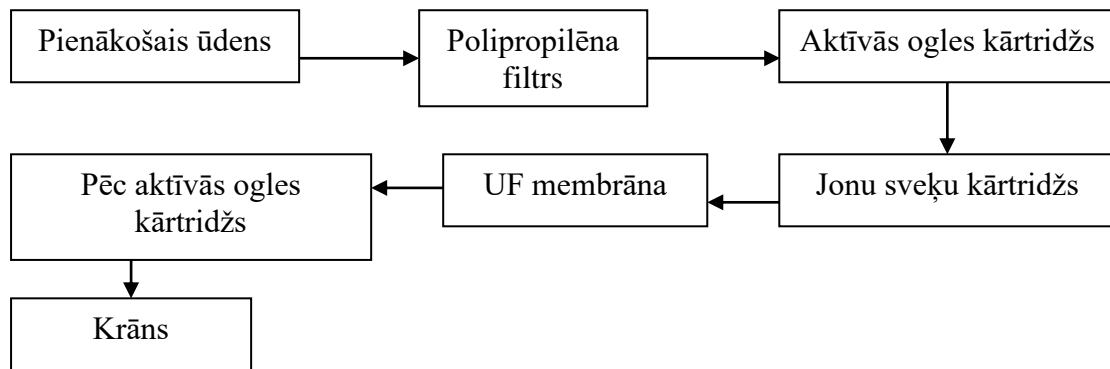 Pienākošais ūdens
Polipropilēna
filtrs
Aktīvās ogles kārtridžs
Jonu sveķu kārtridžs
UF membrāna
Pēc aktīvās ogles
kārtridžs
Krāns